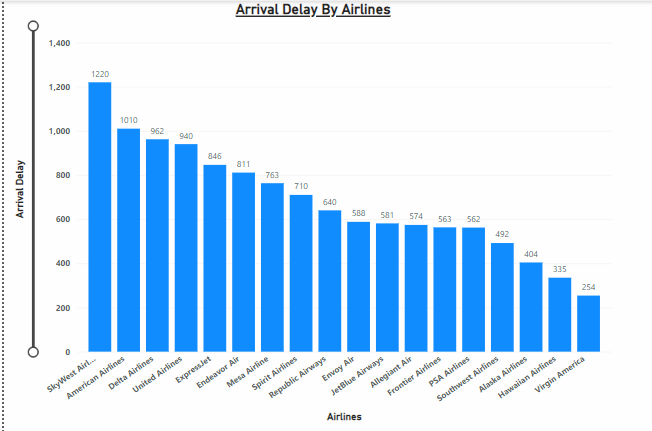 Arrival Delay By Airlines
Arrival Delay
1,400
1,200
1,000
800
600
400
200
0
1220
1010
962
940
846
811
763
710
640
588
581
574
563
562
492
404
335
254
SkyWest Airl...
American Airlines
Delta Airlines
United Airlines
ExpressJet
Endeavor Air
Mesa Airline
Spirit Airlines
Republic Airways
Envoy Air
JetBlue Airways
Allegiant Air
Frontier Airlines
PSA Airlines
Southwest Airlines
Alaska Airlines
Hawaiian Airlines
Virgin America
Airlines